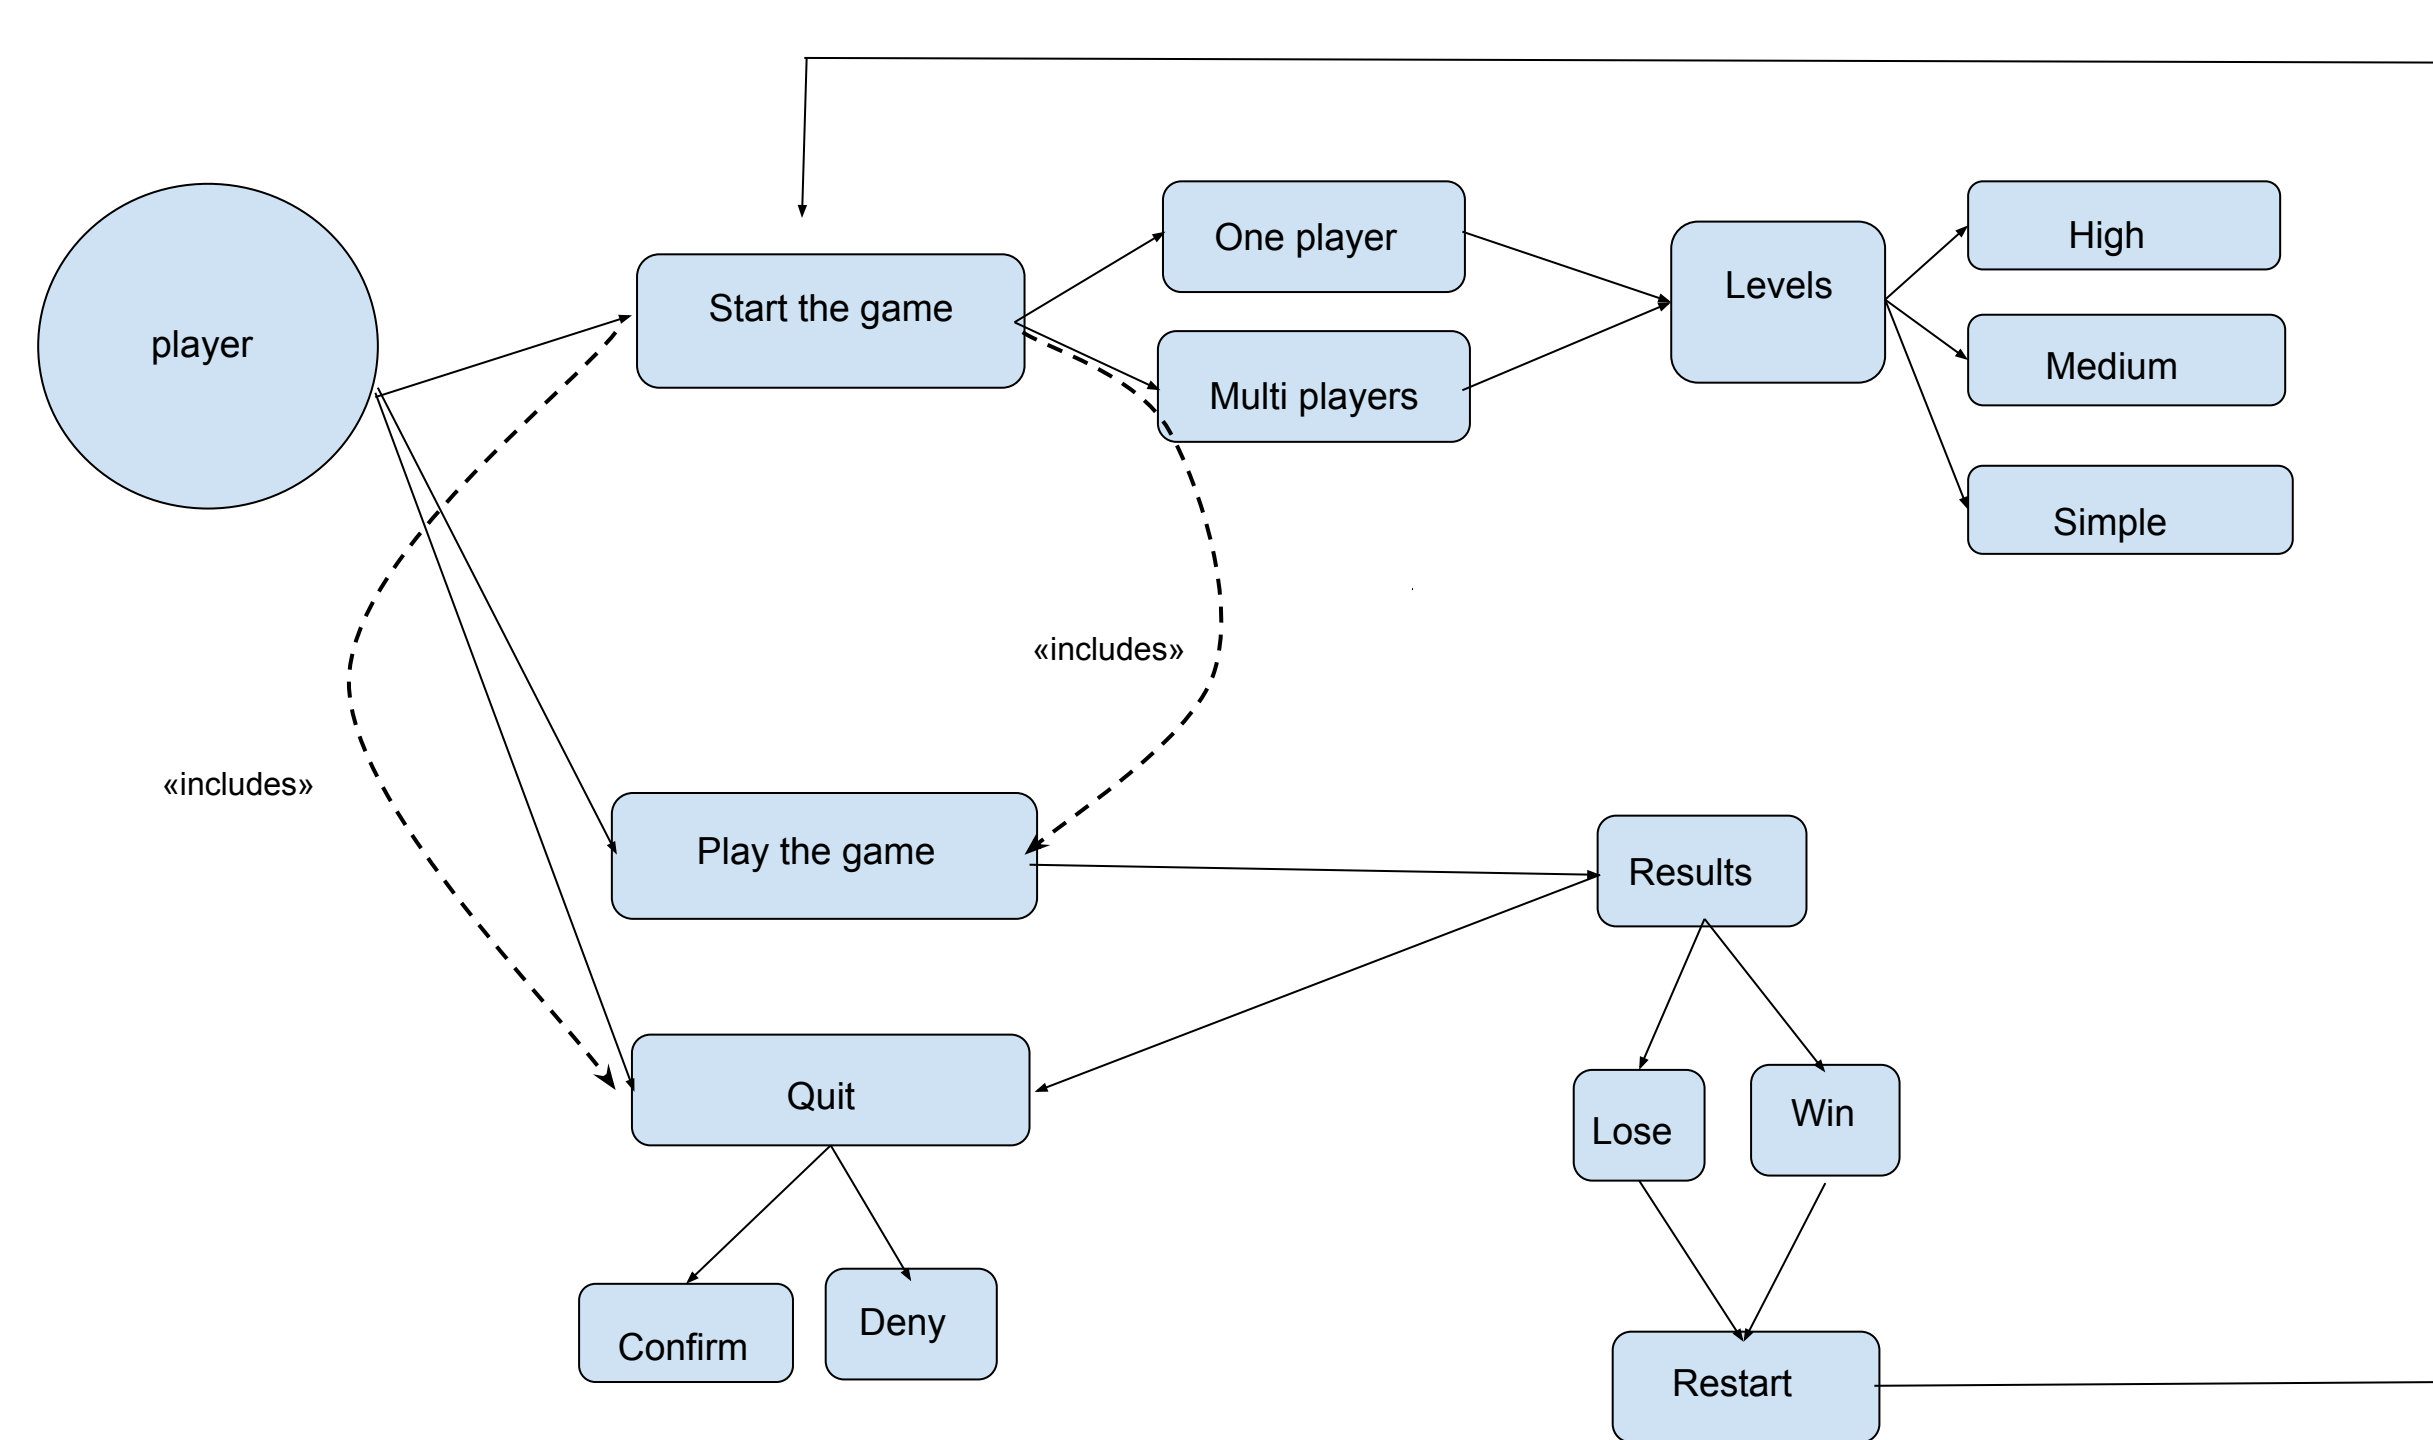 player
Start the game
One player
Multi players
Levels
High
Medium
Simple
«includes»
«includes»
Play the game
Results
Quit
Lose
Win
Confirm
Deny
Restart